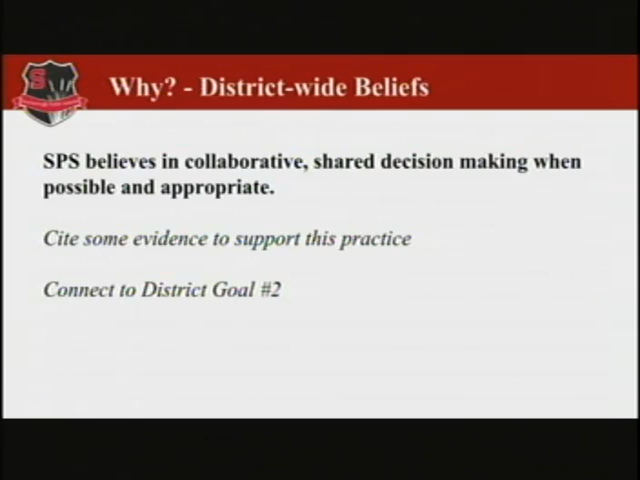 Why? - District-wide Beliefs
S
SPS believes in collaborative, shared decision making when
possible and appropriate.
Cite some evidence to support this practice
Connect to District Goal #2